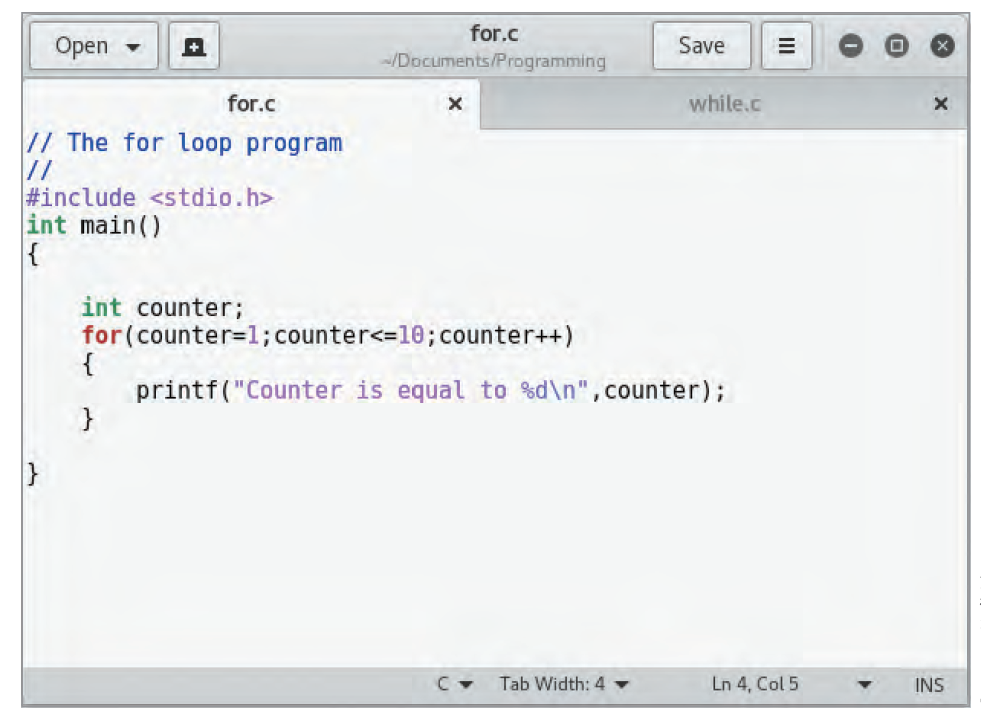 Open
for.c
~/Documents/Programming
Save
for.c
while.c
// The for loop program
//
#include <stdio.h>
int main()
{
    int counter;
    for(counter=1;counter<=10;counter++)
    {
        printf("Counter is equal to %d\n",counter);
    }
}
C Tab Width: 4 Ln 4, Col 5 INS